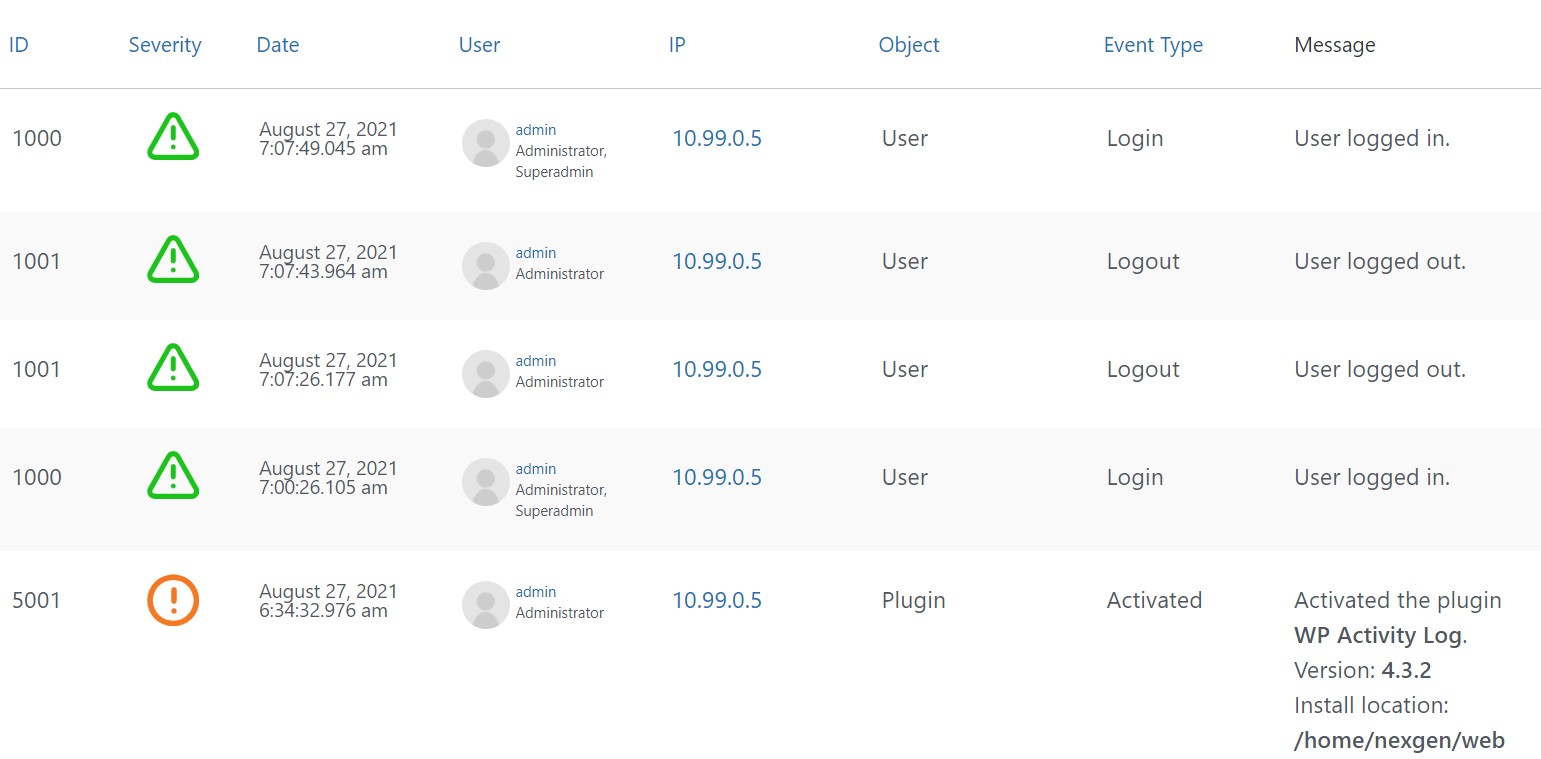 ID Severity Date User IP Object Event Type Message
1000 August 27, 2021 admin 10.99.0.5 User Login User logged in.
7:07:49.045 am Administrator,
Superadmin
1001 August 27, 2021 admin 10.99.0.5 User Logout User logged out.
7:07:43.964 am Administrator
1001 August 27, 2021 admin 10.99.0.5 User Logout User logged out.
7:07:26.177 am Administrator
1000 August 27, 2021 admin 10.99.0.5 User Login User logged in.
7:00:26.105 am Administrator,
Superadmin
5001 August 27, 2021 admin 10.99.0.5 Plugin Activated Activated the plugin
6:34:32.976 am Administrator
WP Activity Log.
Version: 4.3.2
Install location:
/home/nexgen/web